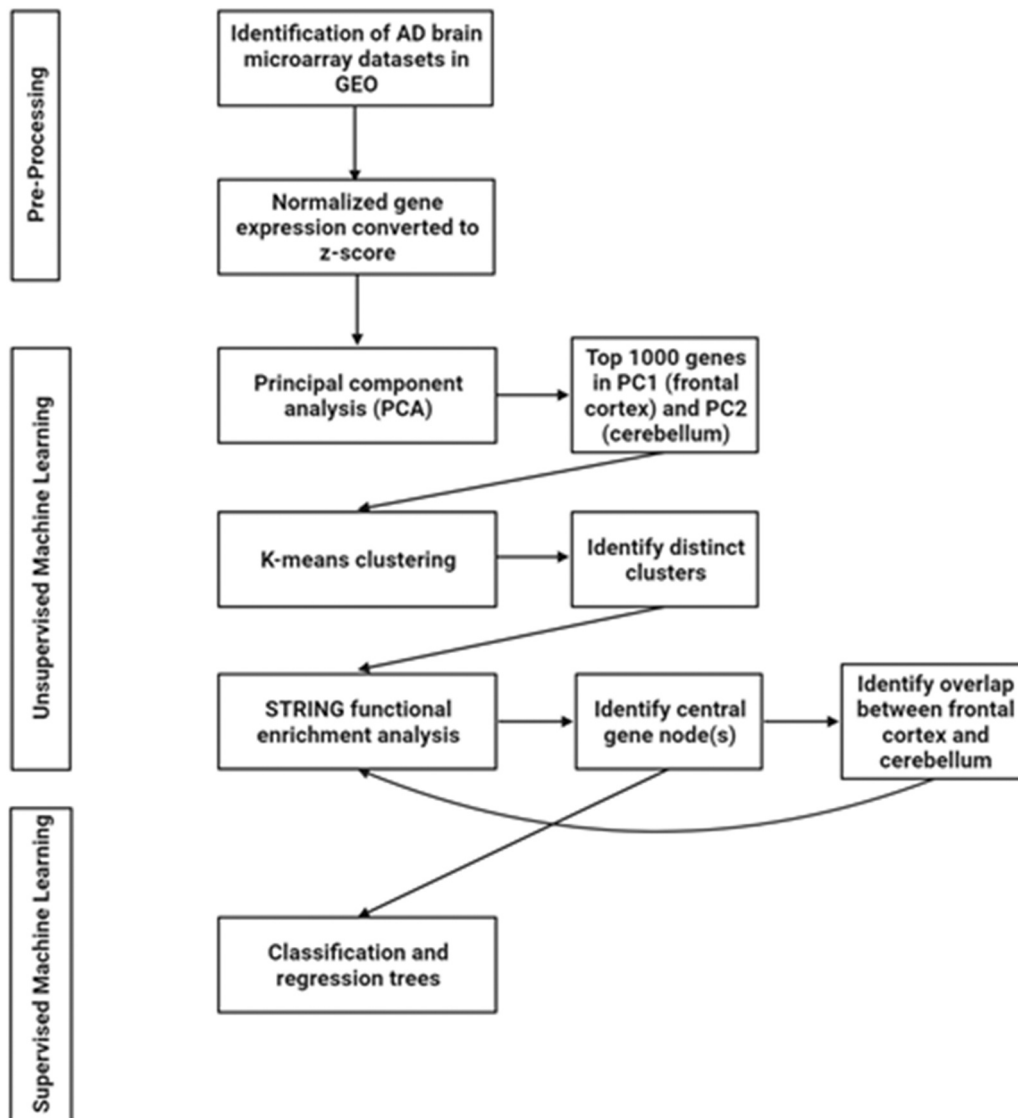 Pre-Processing
Identification of AD brain
microarray datasets in
GEO
Normalized gene
expression converted to
z-score
Unsupervised Machine Learning
Principal component
analysis (PCA)
Top 1000 genes
in PC1 (frontal
cortex) and PC2
(cerebellum)
K-means clustering
Identify distinct
clusters
STRING functional
enrichment analysis
Identify central
gene node(s)
Identify overlap
between frontal
cortex and
cerebellum
Supervised Machine Learning
Classification and
regression trees